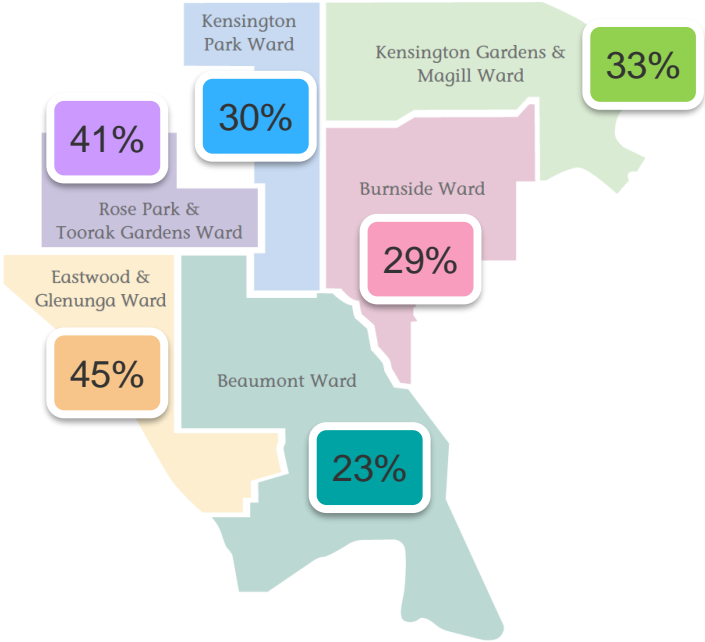 Kensington
Park Ward
30%
Kensington Gardens &
Magill Ward
33%
41%
Rose Park &
Toorak Gardens Ward
Burnside Ward
29%
Eastwood &
Glenunga Ward
45%
Beaumont Ward
23%